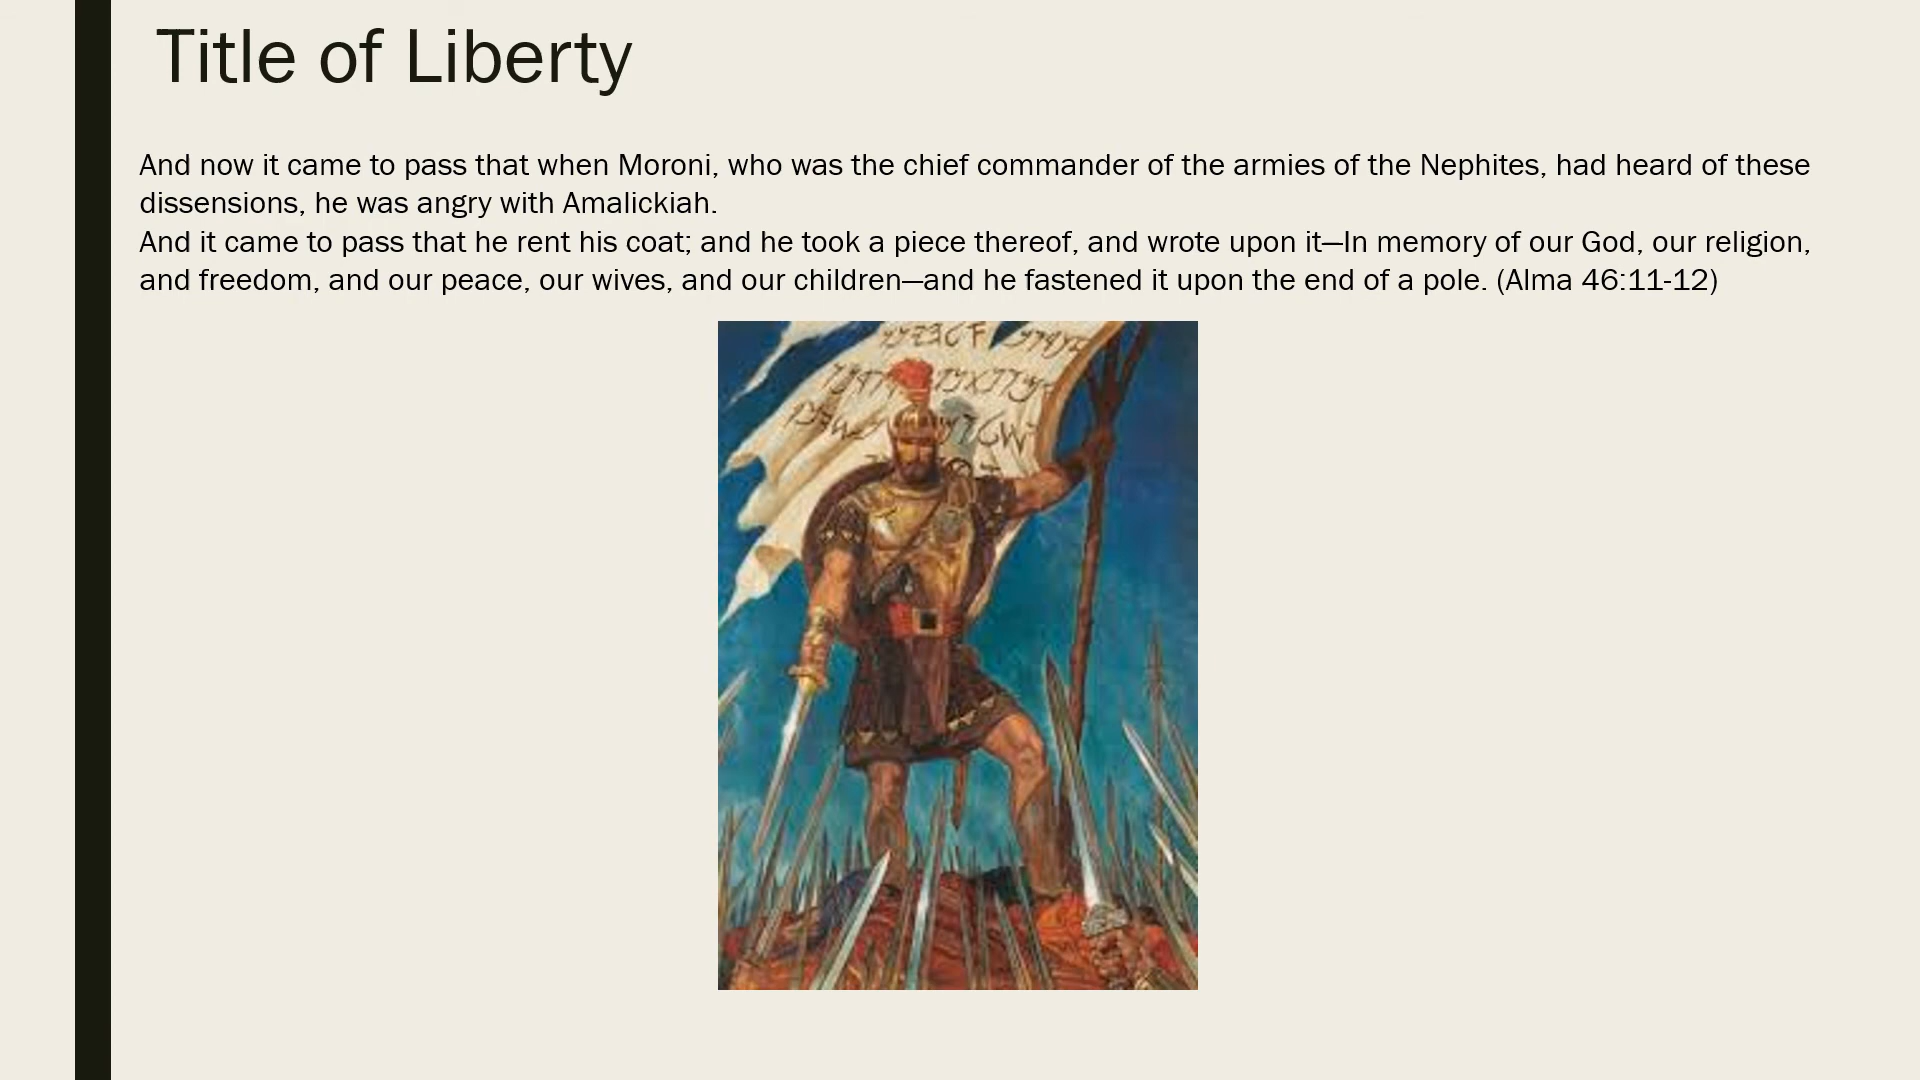 Title of Liberty
And now it came to pass that when Moroni, who was the chief commander of the armies of the Nephites, had heard of these
dissensions, he was angry with Amalickiah.
And it came to pass that he rent his coat; and he took a piece thereof, and wrote upon it—In memory of our God, our religion,
and freedom, and our peace, our wives, and our children—and he fastened it upon the end of a pole. (Alma 46:11-12)